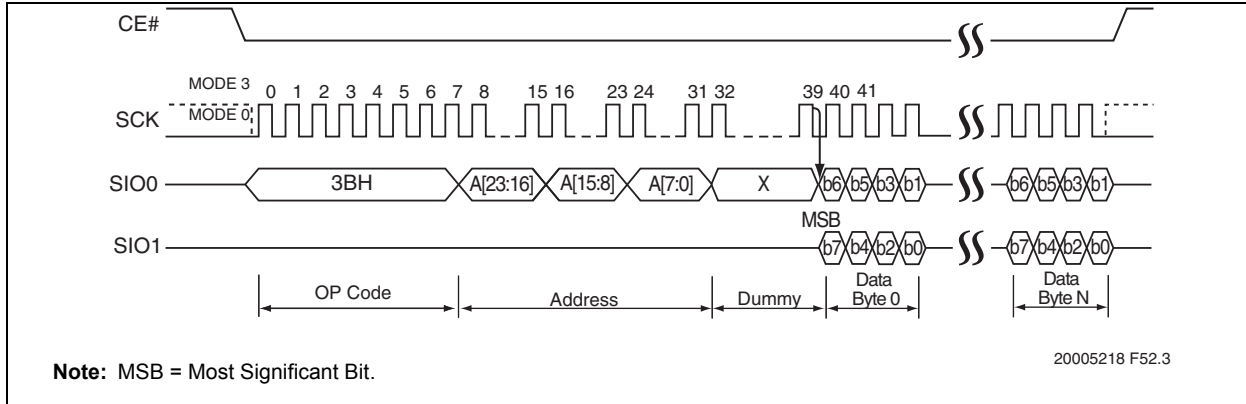 CE#
MODE 3
0 1 2 3 4 5 6 7 8 15 16 23 24 31 32 39 40 41
MODE 0
SCK
SIO0 3BH A[23:16] A[15:8] A[7:0] X b6 b5 b3 b1 b6 b5 b3 b1
MSB
SIO1 b7 b4 b2 b0 b7 b4 b2 b0
OP Code Address Dummy Data Byte 0 Data Byte N
Note: MSB = Most Significant Bit.
20005218 F52.3